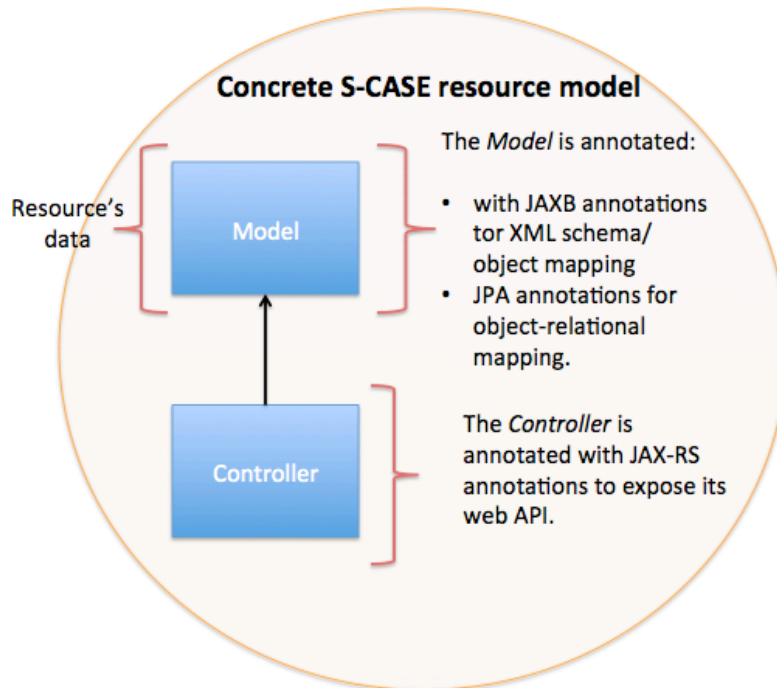 Concrete S-CASE resource model
The Model is annotated:
Resource's
data
Model
• with JAXB annotations
tor XML schema/
object mapping
• JPA annotations for
object-relational
mapping.
Controller
The Controller is
annotated with JAX-RS
annotations to expose its
web API.